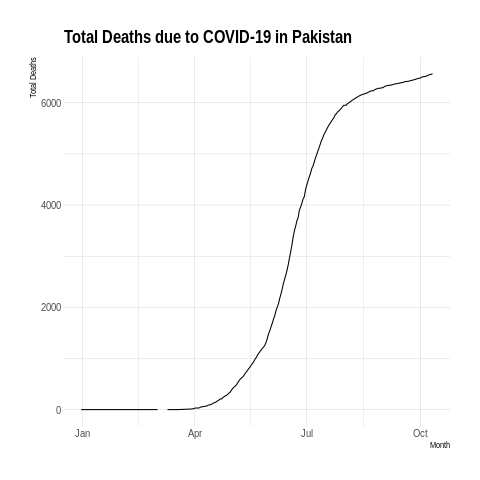 Total Deaths due to COVID-19 in Pakistan
Total Deaths
6000
4000
2000
0
Jan Apr Jul Oct
Month